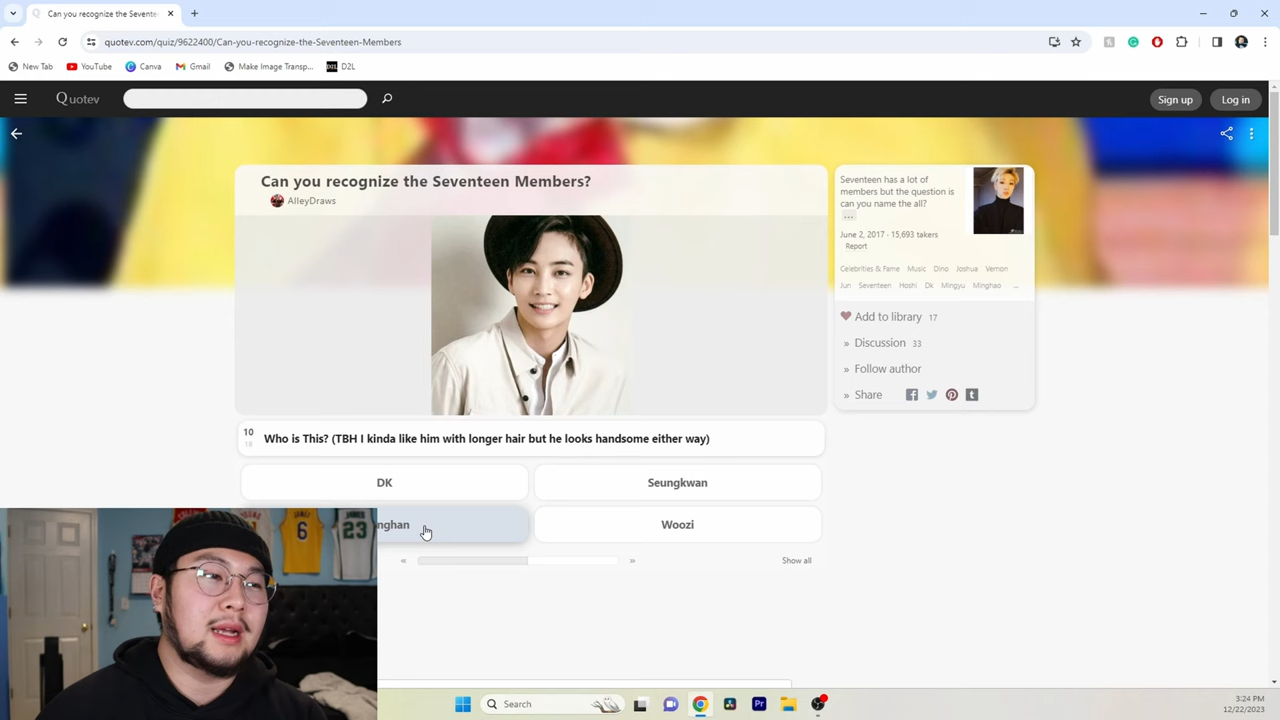 Can you recognize the Seventee
quotev.com/quiz/9622400/Can-you-recognize-the-Seventeen-Members
New Tab
YouTube
Canva
Gmail
Make Image Transp...
D2L
Quotev
Sign up
Log in
Can you recognize the Seventeen Members?
AlleyDraws
Seventeen has a lot of
members but the question is
can you name the all?
...
June 2, 2017 · 15,693 takers
Report
Celebrities & Fame Music Dino Joshua Vernon
Jun Seventeen Hoshi Dk Mingyu Minghao ...
Add to library 17
» Discussion 33
» Follow author
» Share
10
18
Who is This? (TBH I kinda like him with longer hair but he looks handsome either way)
DK
Seungkwan
nghan
Woozi
«
»
Show all
JAMES
6
23
Search
3:24 PM
12/22/2023